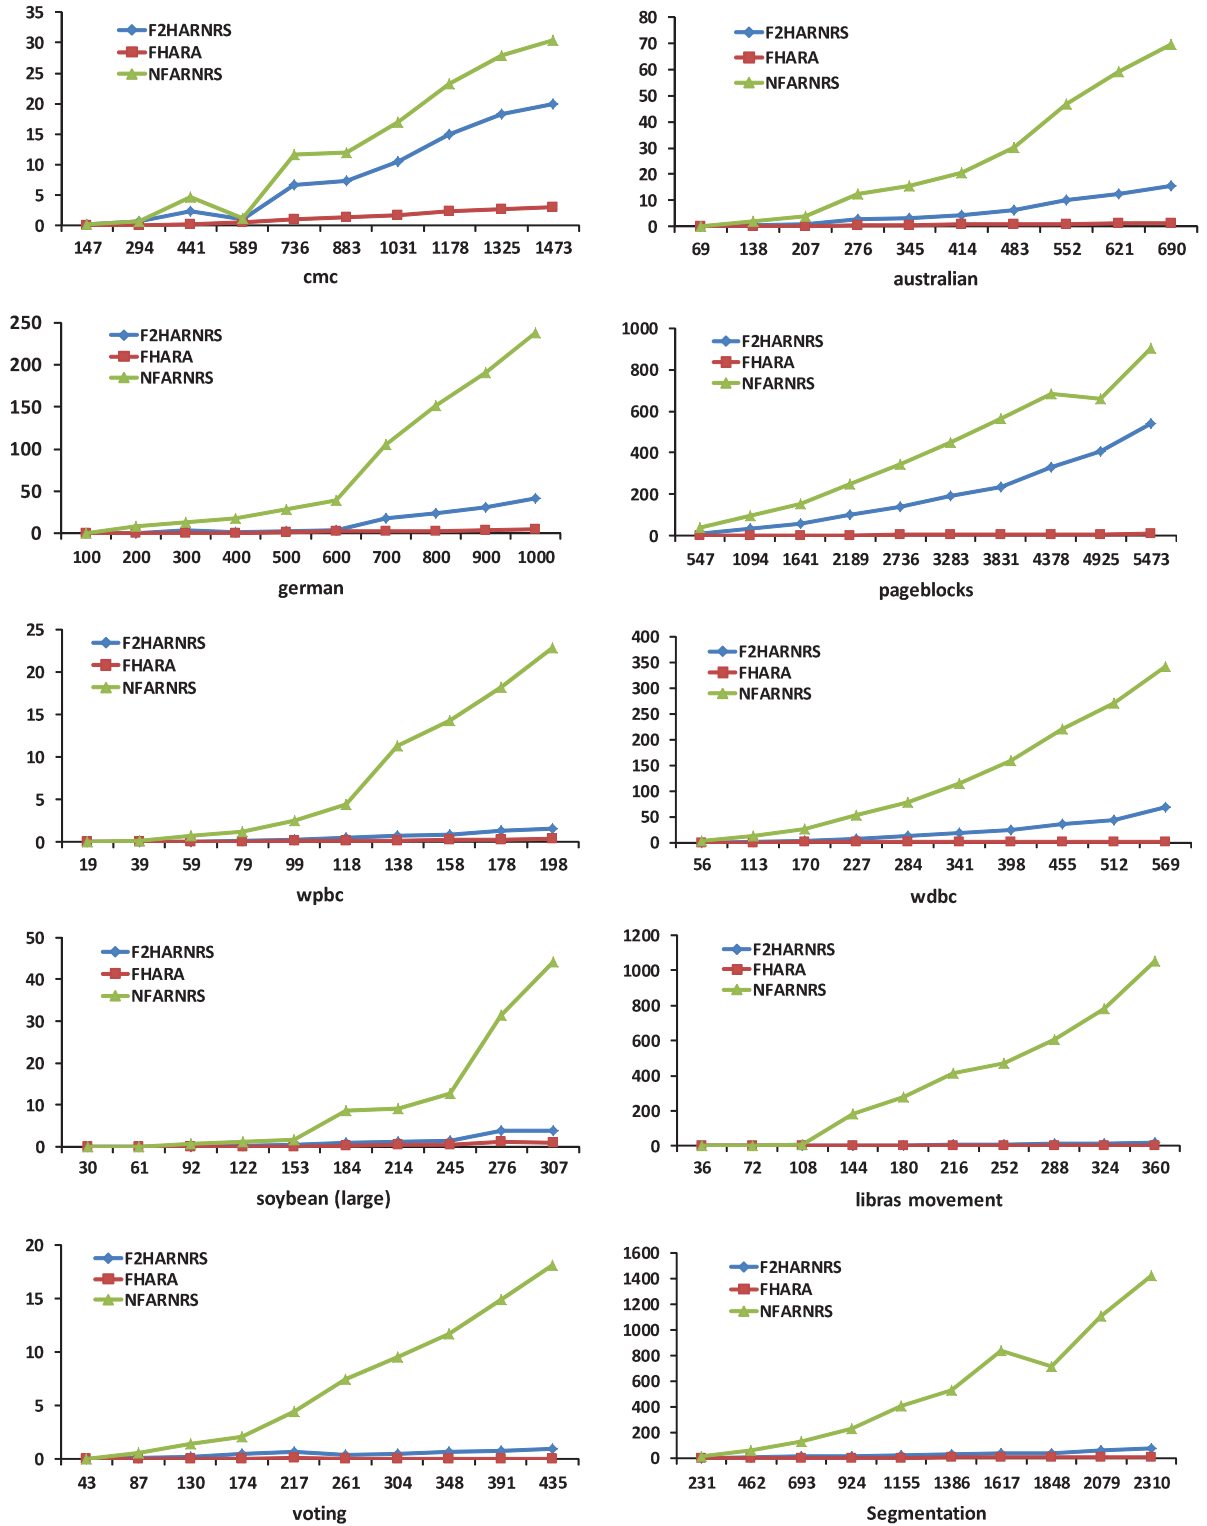 35
30
25
20
15
10
5
0
F2HARNRS
FHARA
NFARNRS
147 294 441 589 736 883 1031 1178 1325 1473
cmc
80
70
60
50
40
30
20
10
0
F2HARNRS
FHARA
NFARNRS
69 138 207 276 345 414 483 552 621 690
australian
250
200
150
100
50
0
F2HARNRS
FHARA
NFARNRS
100 200 300 400 500 600 700 800 900 1000
german
1000
800
600
400
200
0
F2HARNRS
FHARA
NFARNRS
547 1094 1641 2189 2736 3283 3831 4378 4925 5473
pageblocks
25
20
15
10
5
0
F2HARNRS
FHARA
NFARNRS
19 39 59 79 99 118 138 158 178 198
wpbc
400
350
300
250
200
150
100
50
0
F2HARNRS
FHARA
NFARNRS
56 113 170 227 284 341 398 455 512 569
wdbc
50
40
30
20
10
0
F2HARNRS
FHARA
NFARNRS
30 61 92 122 153 184 214 245 276 307
soybean (large)
1200
1000
800
600
400
200
0
F2HARNRS
FHARA
NFARNRS
36 72 108 144 180 216 252 288 324 360
libras movement
20
15
10
5
0
F2HARNRS
FHARA
NFARNRS
43 87 130 174 217 261 304 348 391 435
voting
1600
1400
1200
1000
800
600
400
200
0
F2HARNRS
FHARA
NFARNRS
231 462 693 924 1155 1386 1617 1848 2079 2310
Segmentation